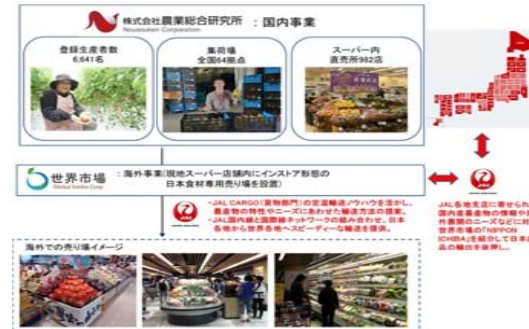 株式会社農業総合研究所 : 国内事業
Nousouken Corporation
登録生産者数
6,641名
集荷場
全国64拠点
スーパー内
直売所982店
世界市場
Global Ichiba Corp
: 海外事業(現地スーパー店舗内にインストア形態の
日本食材専用売り場を設置)
JAL
・JAL CARGO(貨物部門)の定温輸送ノウハウを活かし、
農産物の特性やニーズにあわせた輸送方法の提案。
・JAL国内線と国際線ネットワークの組み合わせ。日本
各地から世界各地へスピーディーな輸送を提供。
JAL
JAL各地支店に寄せられ
国内産農産物の情報や
外展開のニーズなどに対
世界市場の「NIPPON
ICHIBA」を紹介して日本
品の輸出を後押し。
海外での売り場イメージ